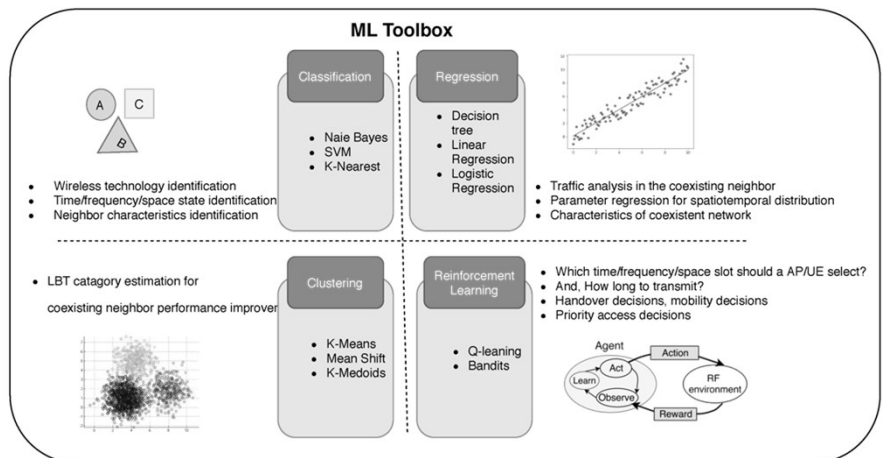 ML Toolbox
Classification
Regression
A
C
B
• Naie Bayes
• SVM
• K-Nearest
• Decision
tree
• Linear
Regression
• Logistic
Regression
• Wireless technology identification
• Time/frequency/space state identification
• Neighbor characteristics identification
• Traffic analysis in the coexisting neighbor
• Parameter regression for spatiotemporal distribution
• Characteristics of coexistent network
• LBT catagory estimation for
coexisting neighbor performance improver
Clustering
Reinforcement
Learning
• K-Means
• Mean Shift
• K-Medoids
• Q-leaning
• Bandits
• Which time/frequency/space slot should a AP/UE select?
• And, How long to transmit?
• Handover decisions, mobility decisions
• Priority access decisions
Agent
Action
Act
Learn
Observe
RF
environment
Reward